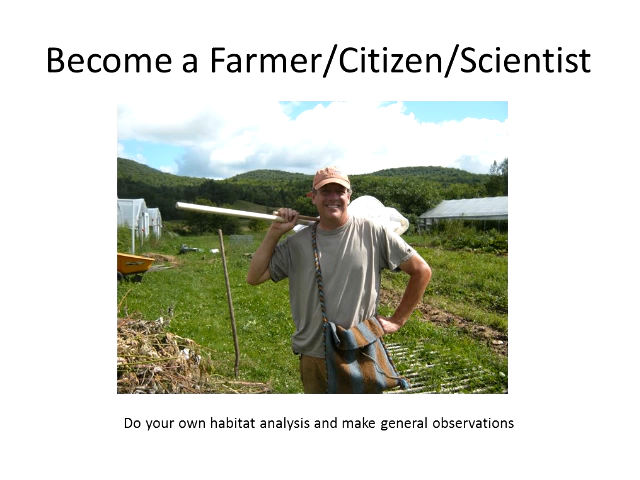 Become a Farmer/Citizen/Scientist
Do your own habitat analysis and make general observations